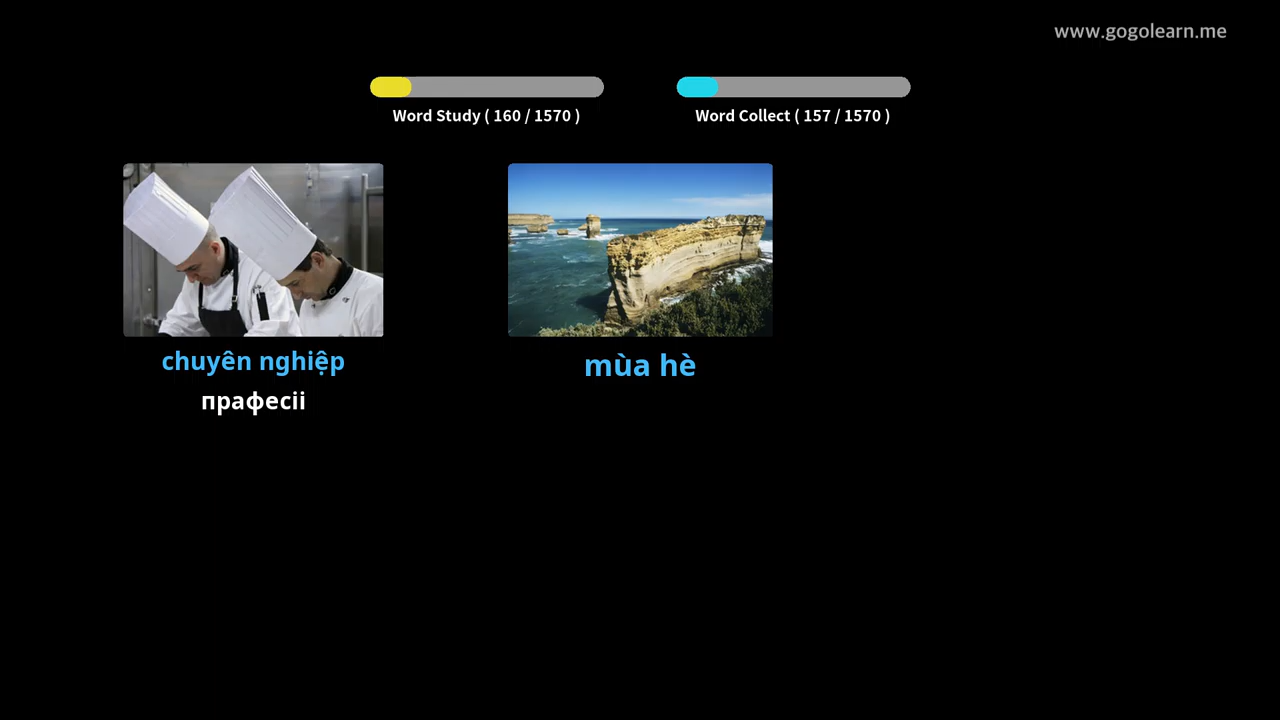 www.gogolearn.me
Word Study ( 160 / 1570 )
Word Collect ( 157 / 1570 )
chuyên nghiệp
прафесіі
mùa hè